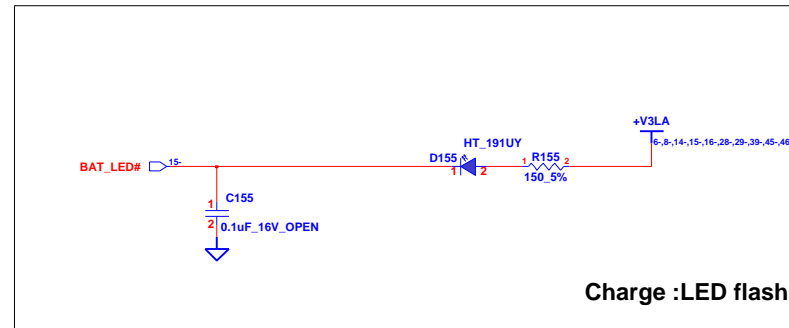 +V3LA
6-,8-,14-,15-,16-,28-,29-,39-,45-,46
HT_191UY
BAT_LED# 15-
D155
1 2
1 R155 2
150_5%
C155
1
2
0.1uF_16V_OPEN
Charge :LED flash